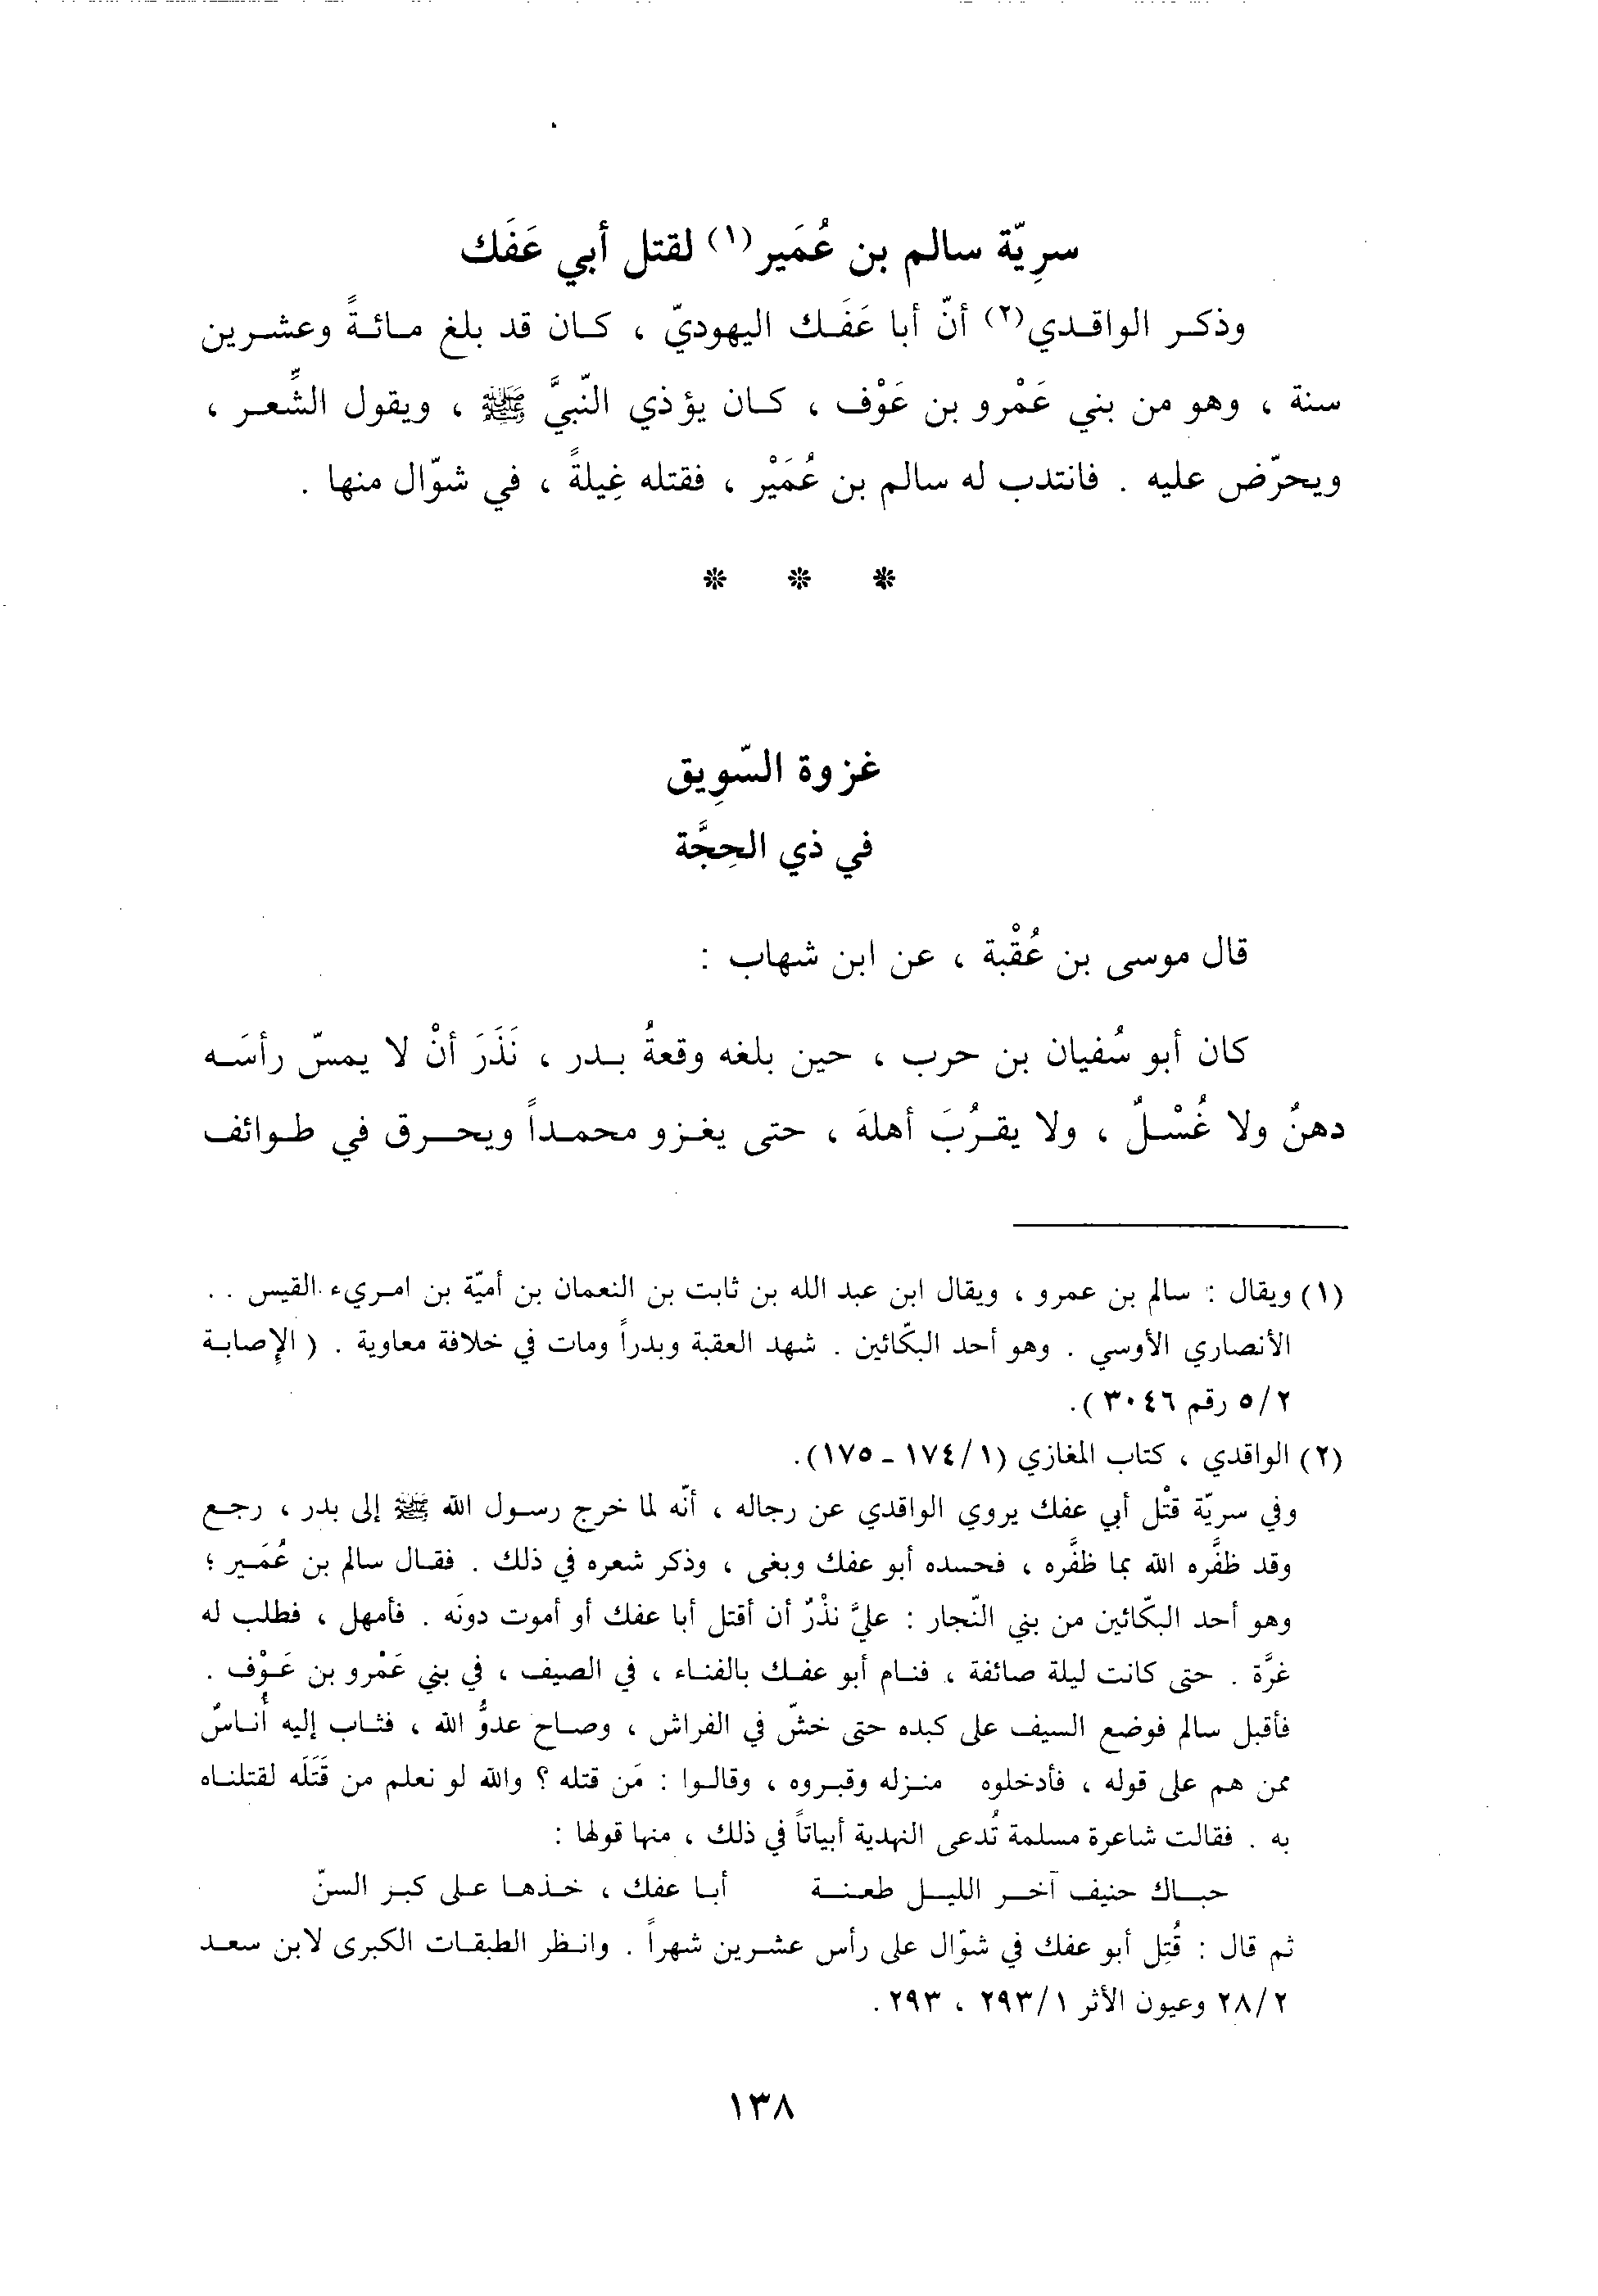 سرِيّة سالم بن عُمَير(١) لقتل أبي عَفَك
وذكر الواقدي(٢) أنّ أبا عَفَك اليهوديّ ، كان قد بلغ مائةً وعشرين
سنة ، وهو من بني عَمْرو بن عَوْف ، كان يؤذي النّبيَّ ﷺ ، ويقول الشِّعر ،
ويحرّض عليه . فانتدب له سالم بن عُمَيْر ، فقتله غِيلةً ، في شوّال منها .
* * *
غزوة السّوِيق
في ذي الحِجَّة
قال موسى بن عُقْبة ، عن ابن شهاب :
كان أبو سُفيان بن حرب ، حين بلغه وقعةُ بدر ، نَذَرَ أنْ لا يمسّ رأسَه
دهنٌ ولا غُسْلٌ ، ولا يقرُبَ أهلهَ ، حتى يغزو محمداً ويحرق في طوائف
(١) ويقال : سالم بن عمرو ، ويقال ابن عبد الله بن ثابت بن النعمان بن أميّة بن امريء القيس . .
الأنصاري الأوسي . وهو أحد البكّائين . شهد العقبة وبدراً ومات في خلافة معاوية . ( الإصابة
٥/٢ رقم ٣٠٤٦ ).
(٢) الواقدي ، كتاب المغازي (١٧٤/١ - ١٧٥).
وفي سريّة قتْل أبي عفك يروي الواقدي عن رجاله ، أنّه لما خرج رسول الله ﷺ إلى بدر ، رجع
وقد ظفَّره الله بما ظفَّره ، فحسده أبو عفك وبغى ، وذكر شعره في ذلك . فقال سالم بن عُمَير ؛
وهو أحد البكّائين من بني النّجار : عليَّ نذْرٌ أن أقتل أبا عفك أو أموت دونَه . فأمهل ، فطلب له
غرَّة . حتى كانت ليلة صائفة ، فنام أبو عفك بالفناء ، في الصيف ، في بني عَمْرو بن عَوْف .
فأقبل سالم فوضع السيف على كبده حتى خشّ في الفراش ، وصاح عدوُّ الله ، فثاب إليه أُناسٌ
ممن هم على قوله ، فأدخلوه منزله وقبروه ، وقالوا : مَن قتله ؟ والله لو نعلم من قَتَلَه لقتلناه
به . فقالت شاعرة مسلمة تُدعى النهدية أبياتاً في ذلك ، منها قولها :
حباك حنيف آخر الليل طعنة أبا عفك ، خذها على كبر السنّ
ثم قال : قُتِل أبو عفك في شوّال على رأس عشرين شهراً . وانظر الطبقات الكبرى لابن سعد
٢٨/٢ وعيون الأثر ٢٩٣/١ ، ٢٩٣ .
١٣٨